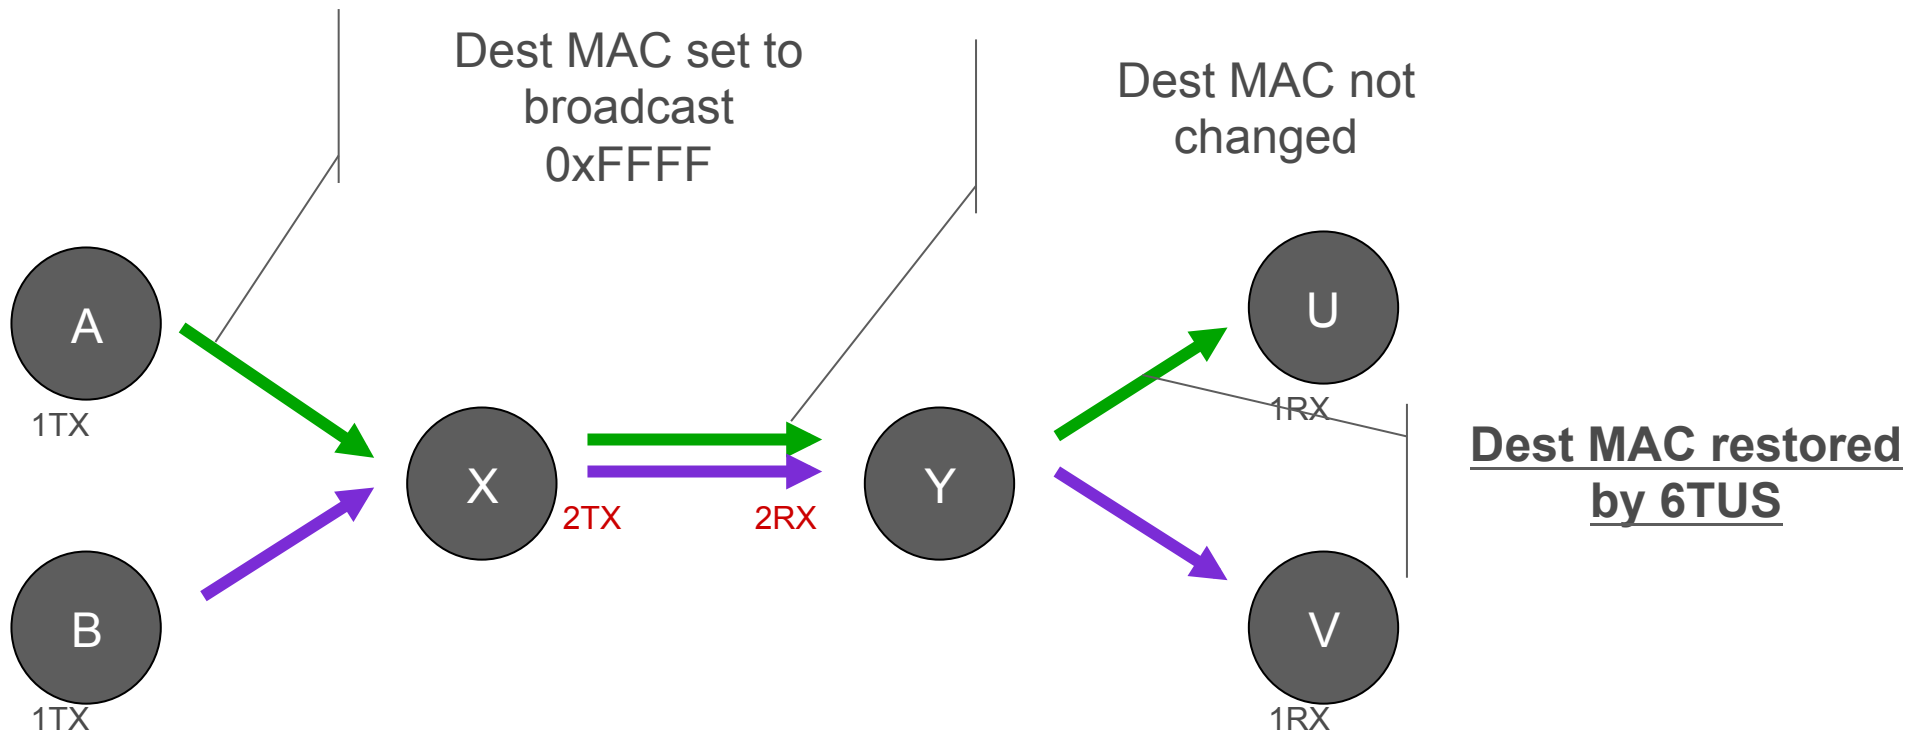 Dest MAC set to
broadcast
0xFFFF
Dest MAC not
changed
A
1TX
U
1RX
X
2TX
2RX
Y
Dest MAC restored
by 6TUS
B
1TX
V
1RX